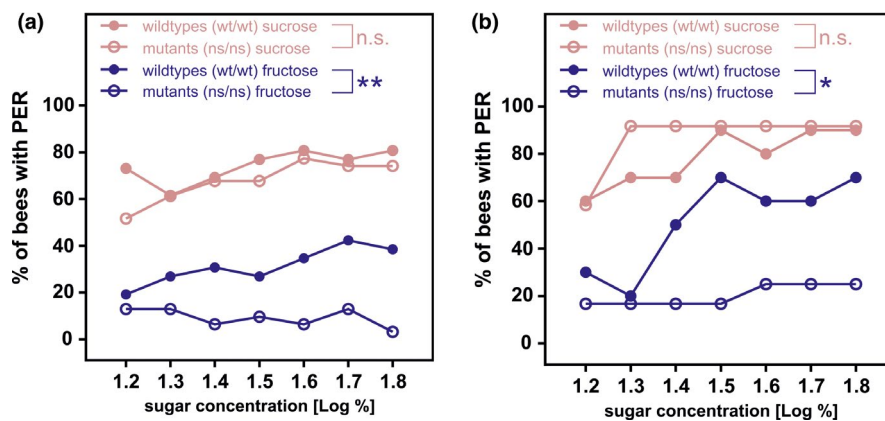 (a)
wildtypes (wt/wt) sucrose
mutants (ns/ns) sucrose
n.s.
wildtypes (wt/wt) fructose
mutants (ns/ns) fructose
**
% of bees with PER
100
80
60
40
20
0
1.2 1.3 1.4 1.5 1.6 1.7 1.8
sugar concentration [Log %]
(b)
wildtypes (wt/wt) sucrose
mutants (ns/ns) sucrose
n.s.
wildtypes (wt/wt) fructose
mutants (ns/ns) fructose
*
% of bees with PER
100
80
60
40
20
0
1.2 1.3 1.4 1.5 1.6 1.7 1.8
sugar concentration [Log %]